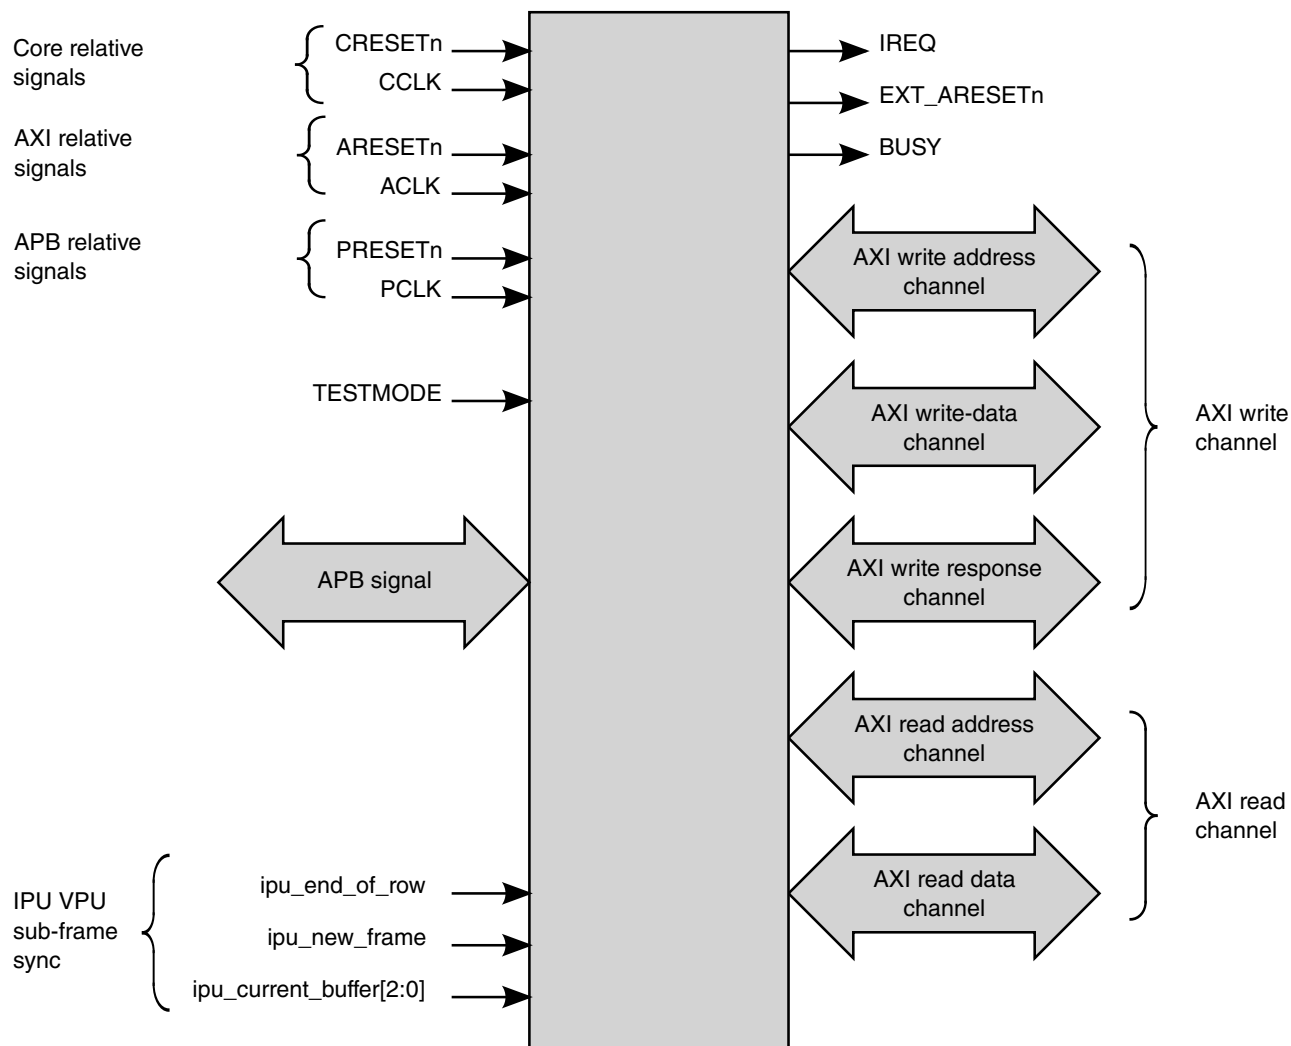 Core relative
signals
CRESETn
CCLK
AXI relative
signals
ARESETn
ACLK
APB relative
signals
PRESETn
PCLK
TESTMODE
APB signal
IPU VPU
sub-frame
sync
ipu_end_of_row
ipu_new_frame
ipu_current_buffer[2:0]
IREQ
EXT_ARESETn
BUSY
AXI write address
channel
AXI write-data
channel
AXI write response
channel
AXI write
channel
AXI read address
channel
AXI read data
channel
AXI read
channel